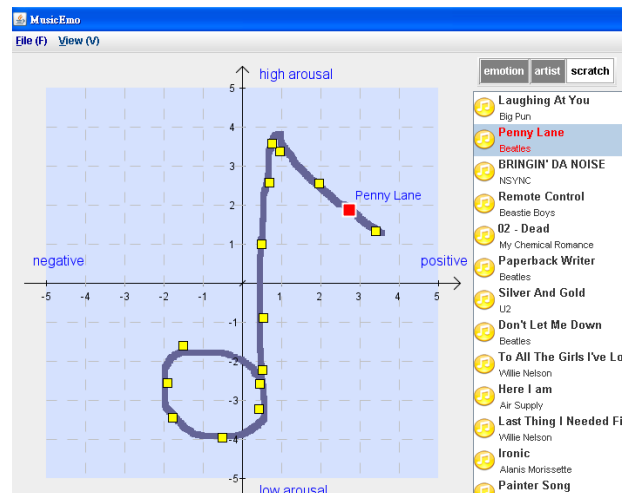 MusicEmo
File (F) View (V)
high arousal
5
4
3
2
1
-1
-2
-3
-4
-5
negative
positive
-5 -4 -3 -2 -1 1 2 3 4 5
Penny Lane
low arousal
emotion artist scratch
Laughing At You
Big Pun
Penny Lane
Beatles
BRINGIN' DA NOISE
NSYNC
Remote Control
Beastie Boys
02 - Dead
My Chemical Romance
Paperback Writer
Beatles
Silver And Gold
U2
Don't Let Me Down
Beatles
To All The Girls I've Lo
Willie Nelson
Here I am
Air Supply
Last Thing I Needed Fi
Willie Nelson
Ironic
Alanis Morissette
Painter Song